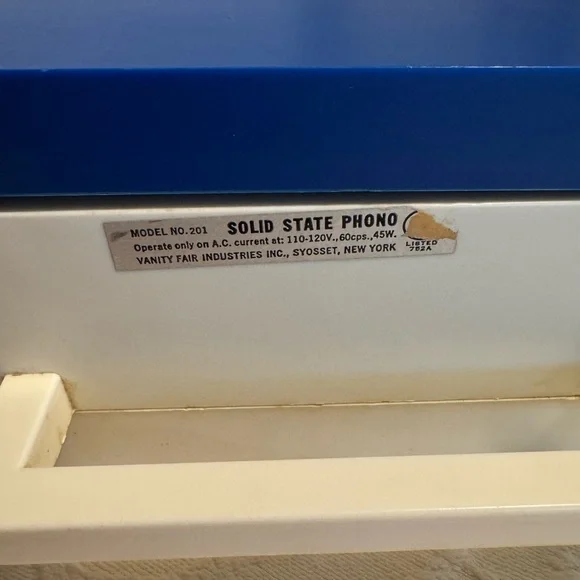 MODEL NO. 201 SOLID STATE PHONO
Operate only on A.C. current at: 110-120V., 60cps., 45W.
VANITY FAIR INDUSTRIES INC., SYOSSET, NEW YORK
LISTED
752A